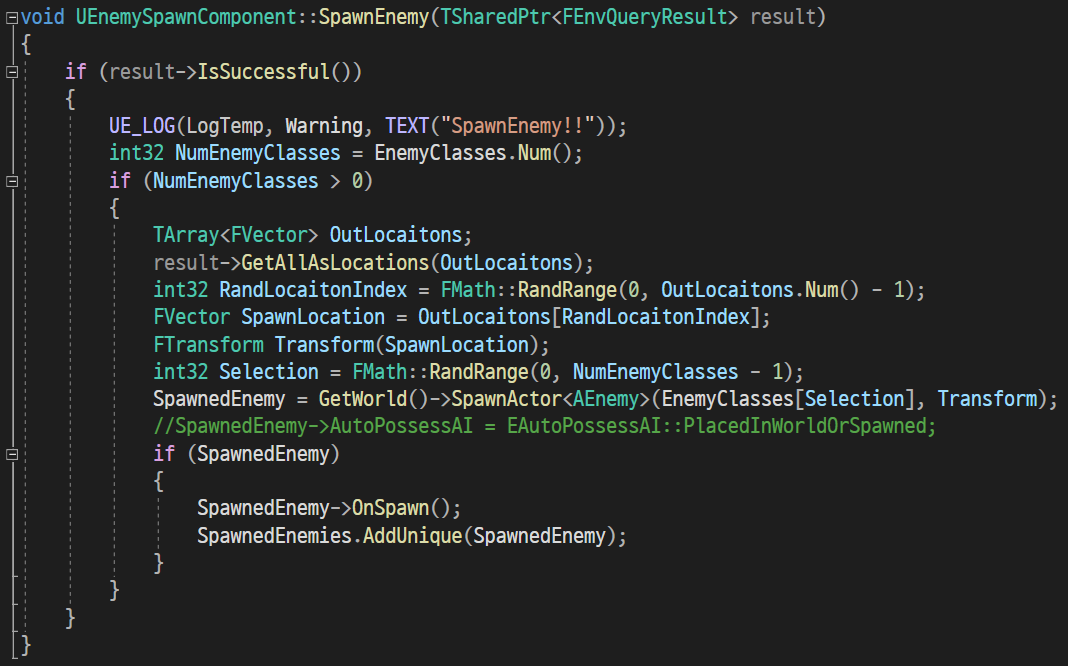 void UEnemySpawnComponent::SpawnEnemy(TSharedPtr<FEnvQueryResult> result)
{
    if (result->IsSuccessful())
    {
        UE_LOG(LogTemp, Warning, TEXT("SpawnEnemy!!"));
        int32 NumEnemyClasses = EnemyClasses.Num();
        if (NumEnemyClasses > 0)
        {
            TArray<FVector> OutLocaitons;
            result->GetAllAsLocations(OutLocaitons);
            int32 RandLocaitonIndex = FMath::RandRange(0, OutLocaitons.Num() - 1);
            FVector SpawnLocation = OutLocaitons[RandLocaitonIndex];
            FTransform Transform(SpawnLocation);
            int32 Selection = FMath::RandRange(0, NumEnemyClasses - 1);
            SpawnedEnemy = GetWorld()->SpawnActor<AEnemy>(EnemyClasses[Selection], Transform);
            //SpawnedEnemy->AutoPossessAI = EAutoPossessAI::PlacedInWorldOrSpawned;
            if (SpawnedEnemy)
            {
                SpawnedEnemy->OnSpawn();
                SpawnedEnemies.AddUnique(SpawnedEnemy);
            }
        }
    }
}